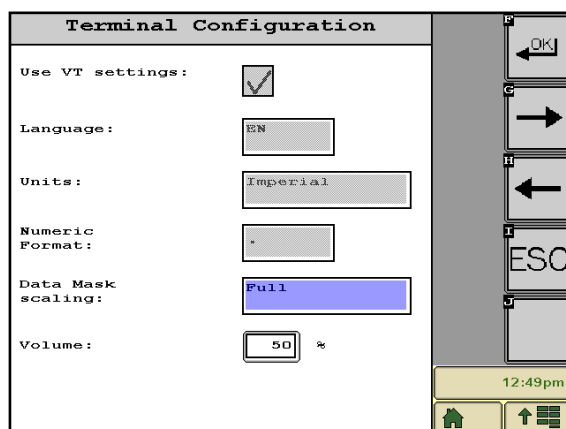 Terminal Configuration
Use VT settings:
Language:
EN
Units:
Imperial
Numeric
Format:
.
Data Mask
scaling:
Full
Volume:
50 %
F
OK
G
H
I
ESC
J
12:49pm